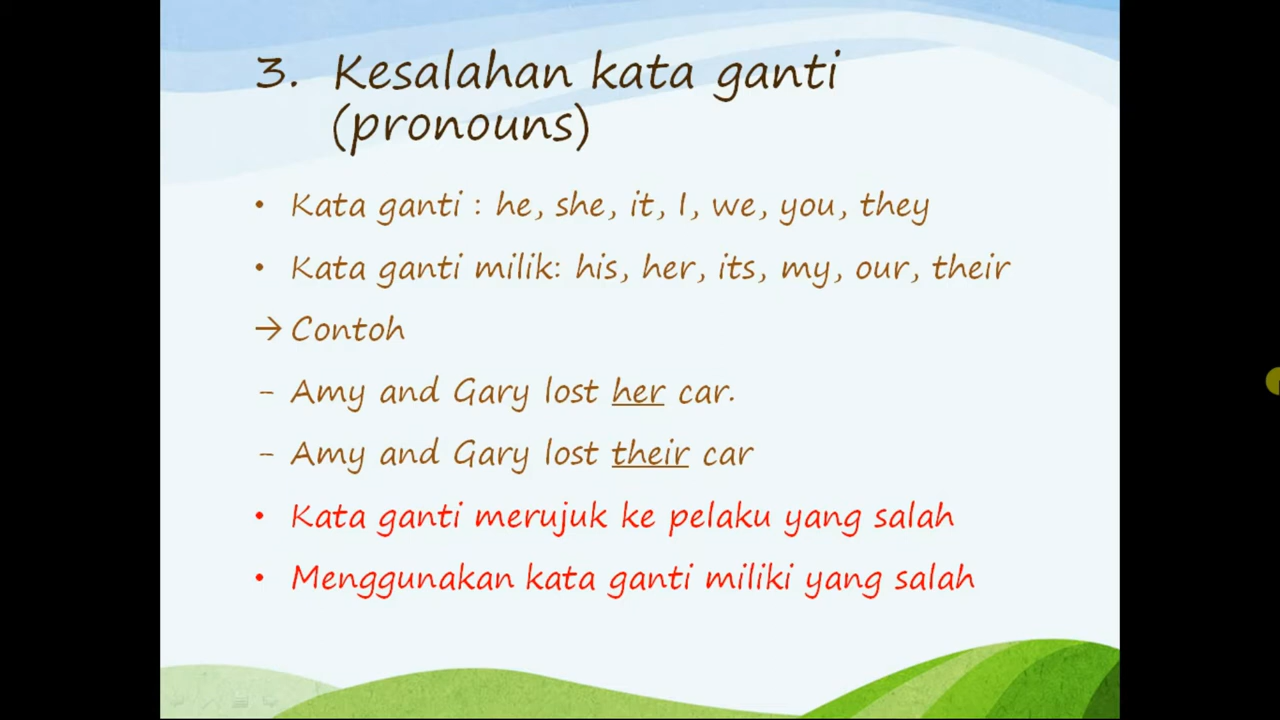 3. Kesalahan kata ganti
(pronouns)
• Kata ganti : he, she, it, I, we, you, they
• Kata ganti milik: his, her, its, my, our, their
→ Contoh
- Amy and Gary lost her car.
- Amy and Gary lost their car
• Kata ganti merujuk ke pelaku yang salah
• Menggunakan kata ganti miliki yang salah